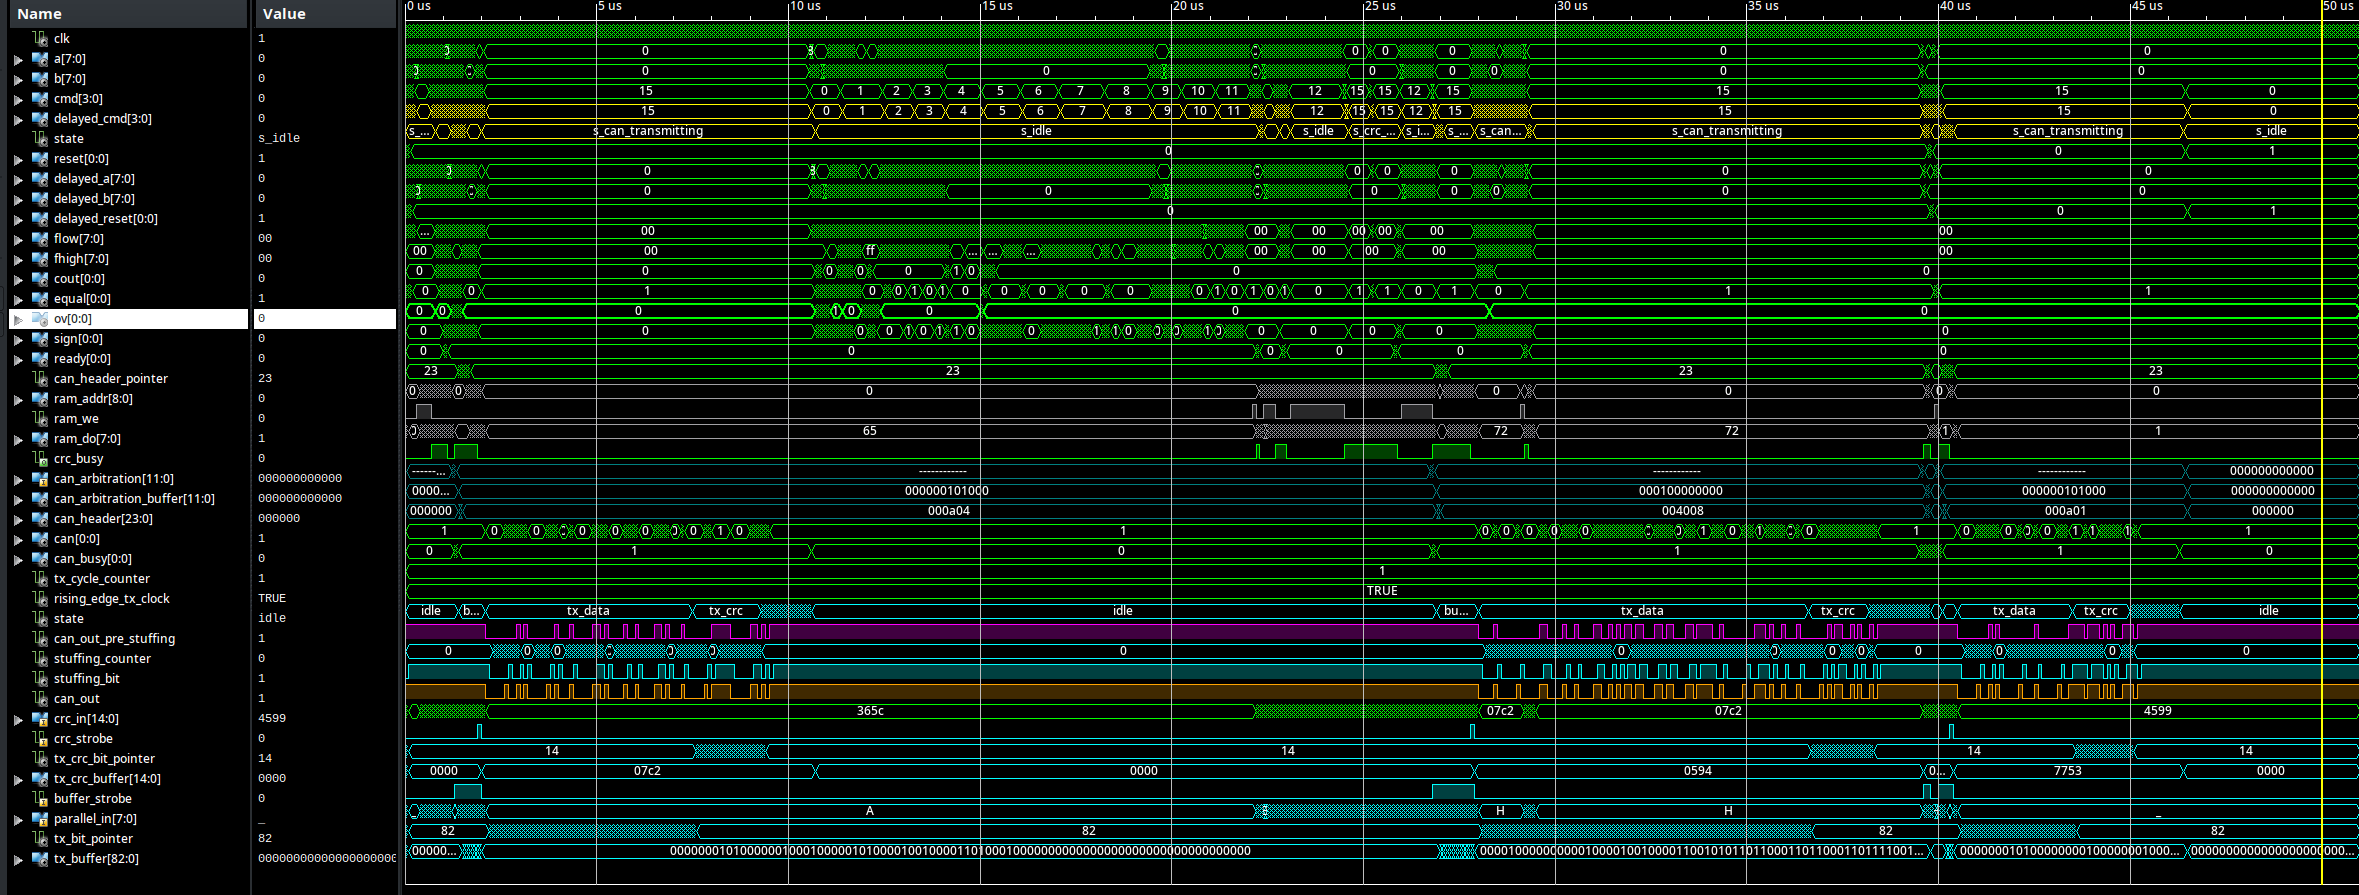 Name Value 0 us 5 us 10 us 15 us 20 us 25 us 30 us 35 us 40 us 45 us 50 us
clk 1
a[7:0] 0 0 0 0 0 0 0
b[7:0] 0 0 0 0 0 0 0 0
cmd[3:0] 0 15 0 1 2 3 4 5 6 7 8 9 10 11 12 15 15 12 15 15 15 0
delayed_cmd[3:0] 0 15 0 1 2 3 4 5 6 7 8 9 10 11 12 15 15 12 15 15 15 0
state s_idle s_... s_can_transmitting s_idle s_idle s_crc_... s_i... s_... s_can... s_can_transmitting s_can_transmitting s_idle
reset[0:0] 1 0 0 1
delayed_a[7:0] 0 0 0 0 0 0 0
delayed_b[7:0] 0 0 0 0 0 0 0 0
delayed_reset[0:0] 1 0 0 1
flow[7:0] 00 ... 00 00 00 00 00 00 00
fhigh[7:0] 00 00 00 ff ... ... ... 00 00 00 00 00
cout[0:0] 0 0 0 0 0 0 1 0 0 0
equal[0:0] 1 0 0 1 0 0 1 0 1 0 0 0 0 0 0 1 0 1 0 1 0 1 1 0 1 0 1 1
ov[0:0] 0 0 0 0 1 0 0 0 0
sign[0:0] 0 0 0 0 0 1 0 1 0 1 0 0 1 1 0 0 0 1 0 0 0 0 0 0
ready[0:0] 0 0 0 0 0 0 0
can_header_pointer 23 23 23 23 23
ram_addr[8:0] 0 0 0 0 0 0 0 0
ram_we 0
ram_do[7:0] 1 0 65 72 72 1 1
crc_busy 0
can_arbitration[11:0] 000000000000 ------... ------------ ------------ ------------ 000000000000
can_arbitration_buffer[11:0] 000000000000 0000... 000000101000 000100000000 000000101000 000000000000
can_header[23:0] 000000 000000 000a04 004008 000a01 000000
can[0:0] 1 1 0 0 0 0 0 0 0 0 1 0 1 0 0 0 0 0 0 0 1 0 1 0 0 1 0 0 0 0 1 1 1 1
can_busy[0:0] 0 0 1 0 1 1 0
tx_cycle_counter 1 1
rising_edge_tx_clock TRUE TRUE
state idle idle b... tx_data tx_crc idle bu... tx_data tx_crc tx_data tx_crc idle
can_out_pre_stuffing 1
stuffing_counter 0 0 0 0 0 0 0 0 0 0 0 0 0 0 0 0
stuffing_bit 1
can_out 1
crc_in[14:0] 4599 365c 07c2 07c2 4599
crc_strobe 0
tx_crc_bit_pointer 14 14 14 14 14
tx_crc_buffer[14:0] 0000 0000 07c2 0000 0594 0... 7753 0000
buffer_strobe 0
parallel_in[7:0] _ _ A H H _
tx_bit_pointer 82 82 82 82 82